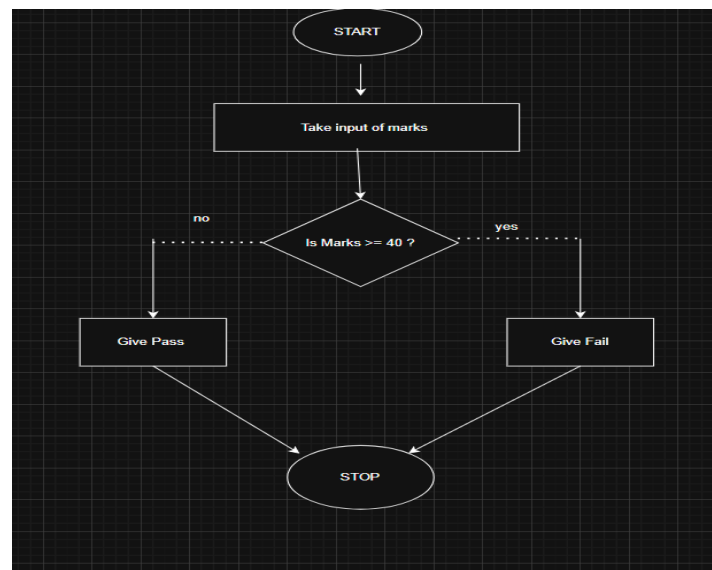 START
Take input of marks
no
yes
Is Marks >= 40 ?
Give Pass
Give Fail
STOP